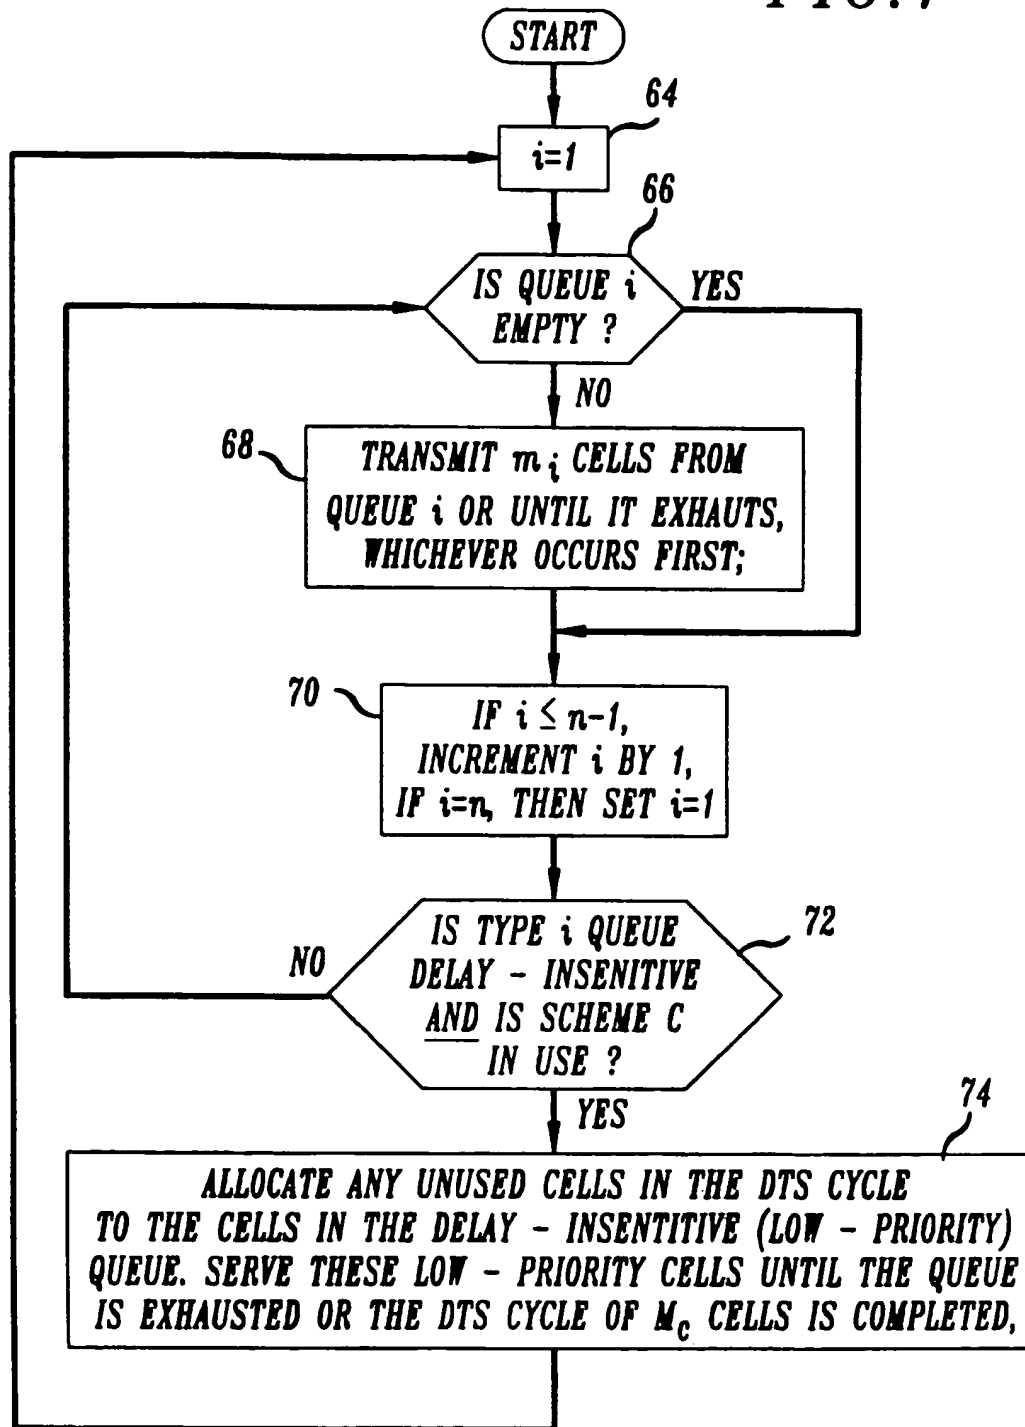 FIG. 7
START
64
i=1
66
IS QUEUE i
EMPTY ?
YES
NO
68
TRANSMIT mi CELLS FROM
QUEUE i OR UNTIL IT EXHAUTS,
WHICHEVER OCCURS FIRST;
70
IF i ≤ n-1,
INCREMENT i BY 1,
IF i=n, THEN SET i=1
72
IS TYPE i QUEUE
DELAY - INSENITIVE
AND IS SCHEME C
IN USE ?
NO
YES
74
ALLOCATE ANY UNUSED CELLS IN THE DTS CYCLE
TO THE CELLS IN THE DELAY - INSENTITIVE (LOW - PRIORITY)
QUEUE. SERVE THESE LOW - PRIORITY CELLS UNTIL THE QUEUE
IS EXHAUSTED OR THE DTS CYCLE OF Mc CELLS IS COMPLETED,